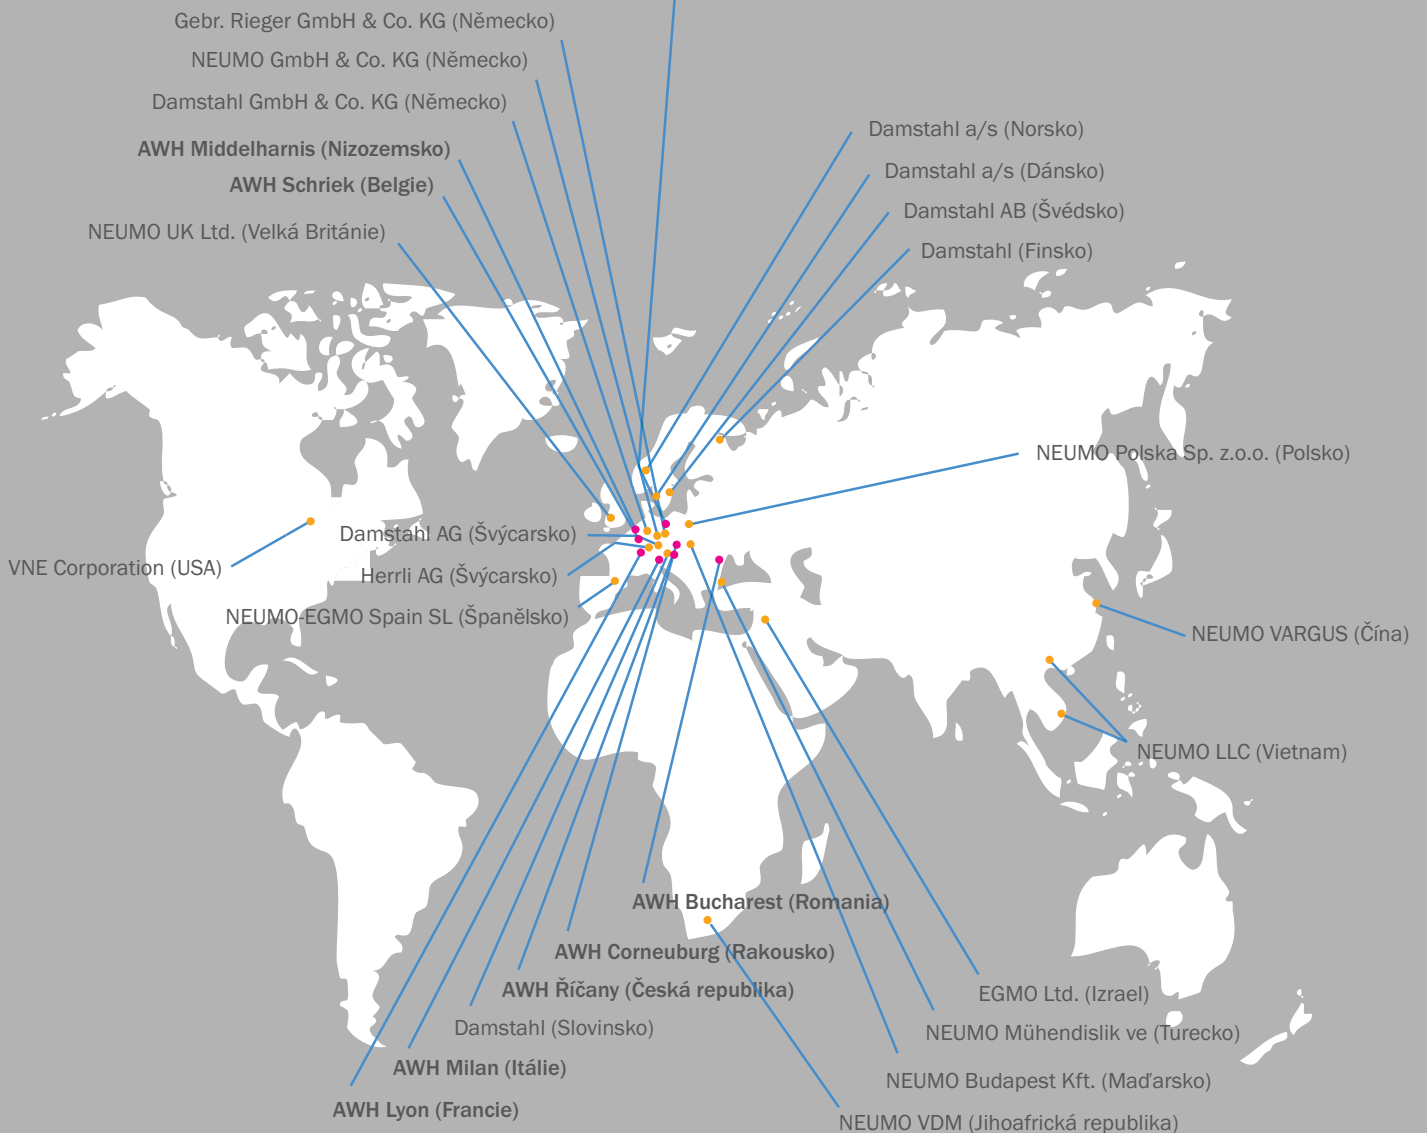 Gebr. Rieger GmbH & Co. KG (Německo)
NEUMO GmbH & Co. KG (Německo)
Damstahl GmbH & Co. KG (Německo)
AWH Middelharnis (Nizozemsko)
AWH Schriek (Belgie)
NEUMO UK Ltd. (Velká Británie)
Damstahl a/s (Norsko)
Damstahl a/s (Dánsko)
Damstahl AB (Švédsko)
Damstahl (Finsko)
NEUMO Polska Sp. z.o.o. (Polsko)
Damstahl AG (Švýcarsko)
VNE Corporation (USA)
Herrli AG (Švýcarsko)
NEUMO-EGMO Spain SL (Španělsko)
NEUMO VARGUS (Čína)
NEUMO LLC (Vietnam)
AWH Bucharest (Romania)
AWH Corneuburg (Rakousko)
AWH Říčany (Česká republika)
Damstahl (Slovinsko)
AWH Milan (Itálie)
AWH Lyon (Francie)
EGMO Ltd. (Izrael)
NEUMO Mühendislik ve (Turecko)
NEUMO Budapest Kft. (Maďarsko)
NEUMO VDM (Jihoafrická republika)